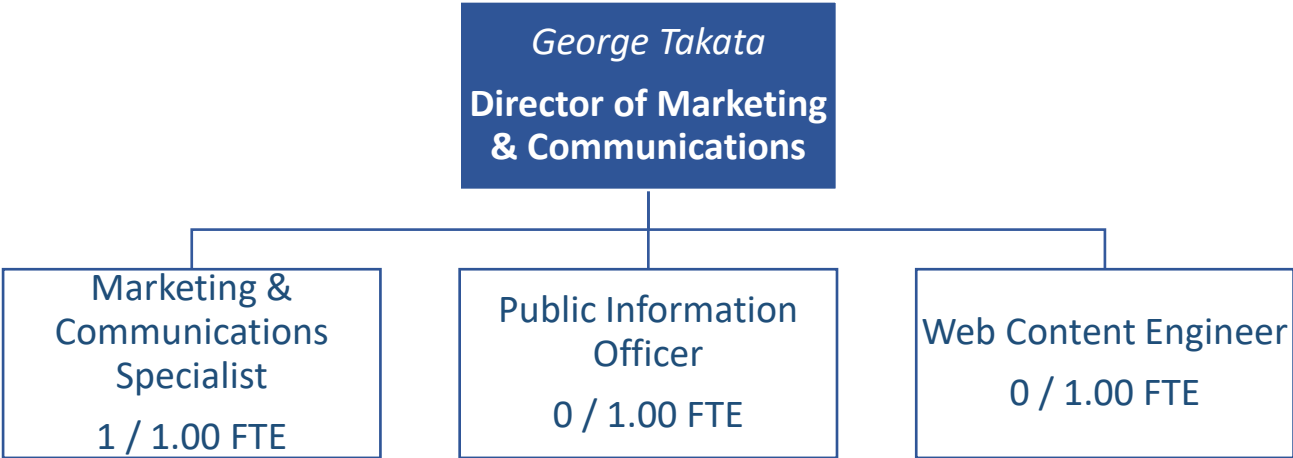 George Takata
Director of Marketing
& Communications
Marketing &
Communications
Specialist
1 / 1.00 FTE
Public Information
Officer
0 / 1.00 FTE
Web Content Engineer
0 / 1.00 FTE